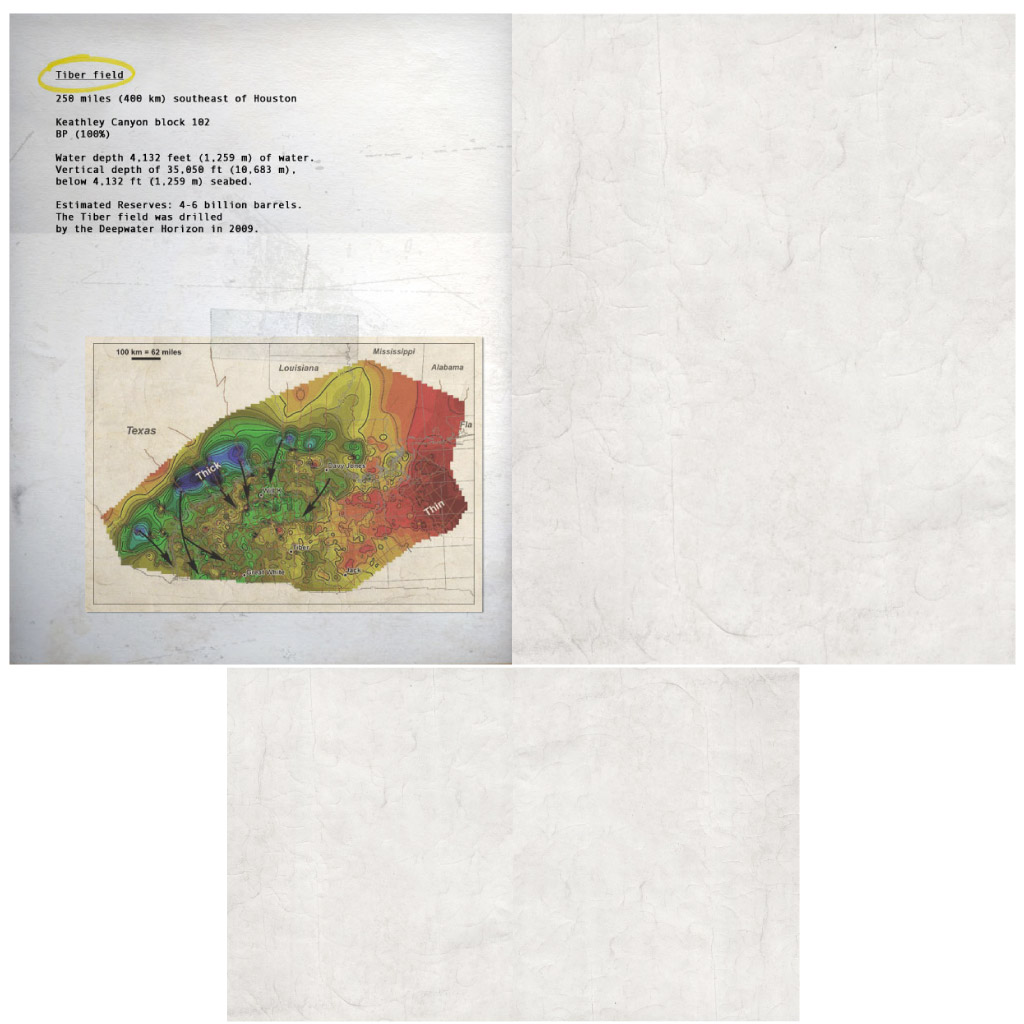 Tiber field
250 miles (400 km) southeast of Houston
Keathley Canyon block 102
BP (100%)
Water depth 4,132 feet (1,259 m) of water.
Vertical depth of 35,050 ft (10,683 m),
below 4,132 ft (1,259 m) seabed.
Estimated Reserves: 4-6 billion barrels.
The Tiber field was drilled
by the Deepwater Horizon in 2009.
100 km = 62 miles
Mississippi
Louisiana
Alabama
Fla
Texas
Thick
Thin
Tiber
Great White
Jack